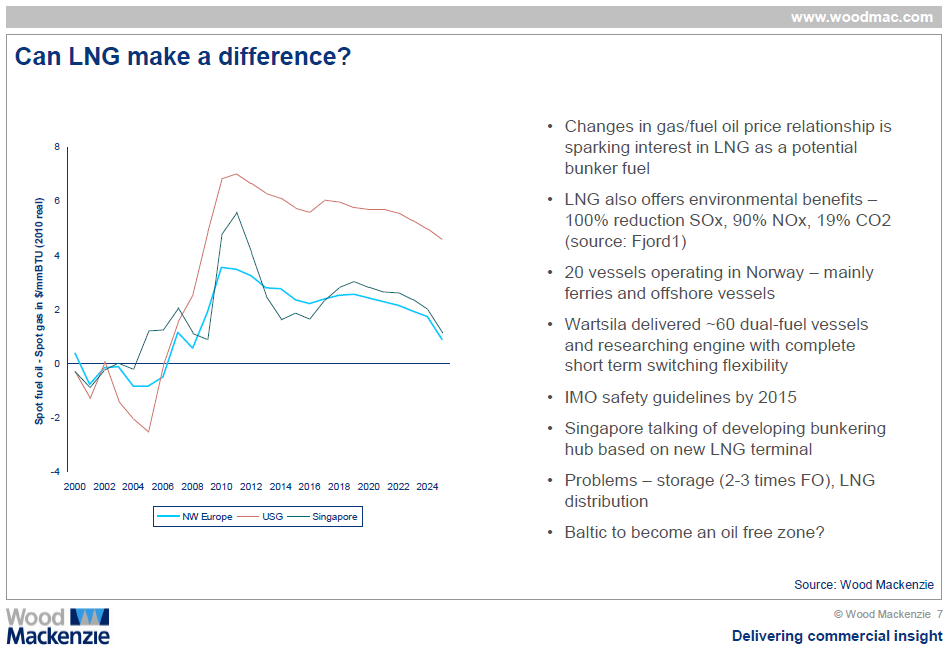 www.woodmac.com
Can LNG make a difference?
8
6
4
2
0
-2
-4
Spot fuel oil - Spot gas in $/mmBTU (2010 real)
2000 2002 2004 2006 2008 2010 2012 2014 2016 2018 2020 2022 2024
NW Europe USG Singapore
• Changes in gas/fuel oil price relationship is
sparking interest in LNG as a potential
bunker fuel
• LNG also offers environmental benefits –
100% reduction SOx, 90% NOx, 19% CO2
(source: Fjord1)
• 20 vessels operating in Norway – mainly
ferries and offshore vessels
• Wartsila delivered ~60 dual-fuel vessels
and researching engine with complete
short term switching flexibility
• IMO safety guidelines by 2015
• Singapore talking of developing bunkering
hub based on new LNG terminal
• Problems – storage (2-3 times FO), LNG
distribution
• Baltic to become an oil free zone?
Source: Wood Mackenzie
Wood
Mackenzie
© Wood Mackenzie 7
Delivering commercial insight